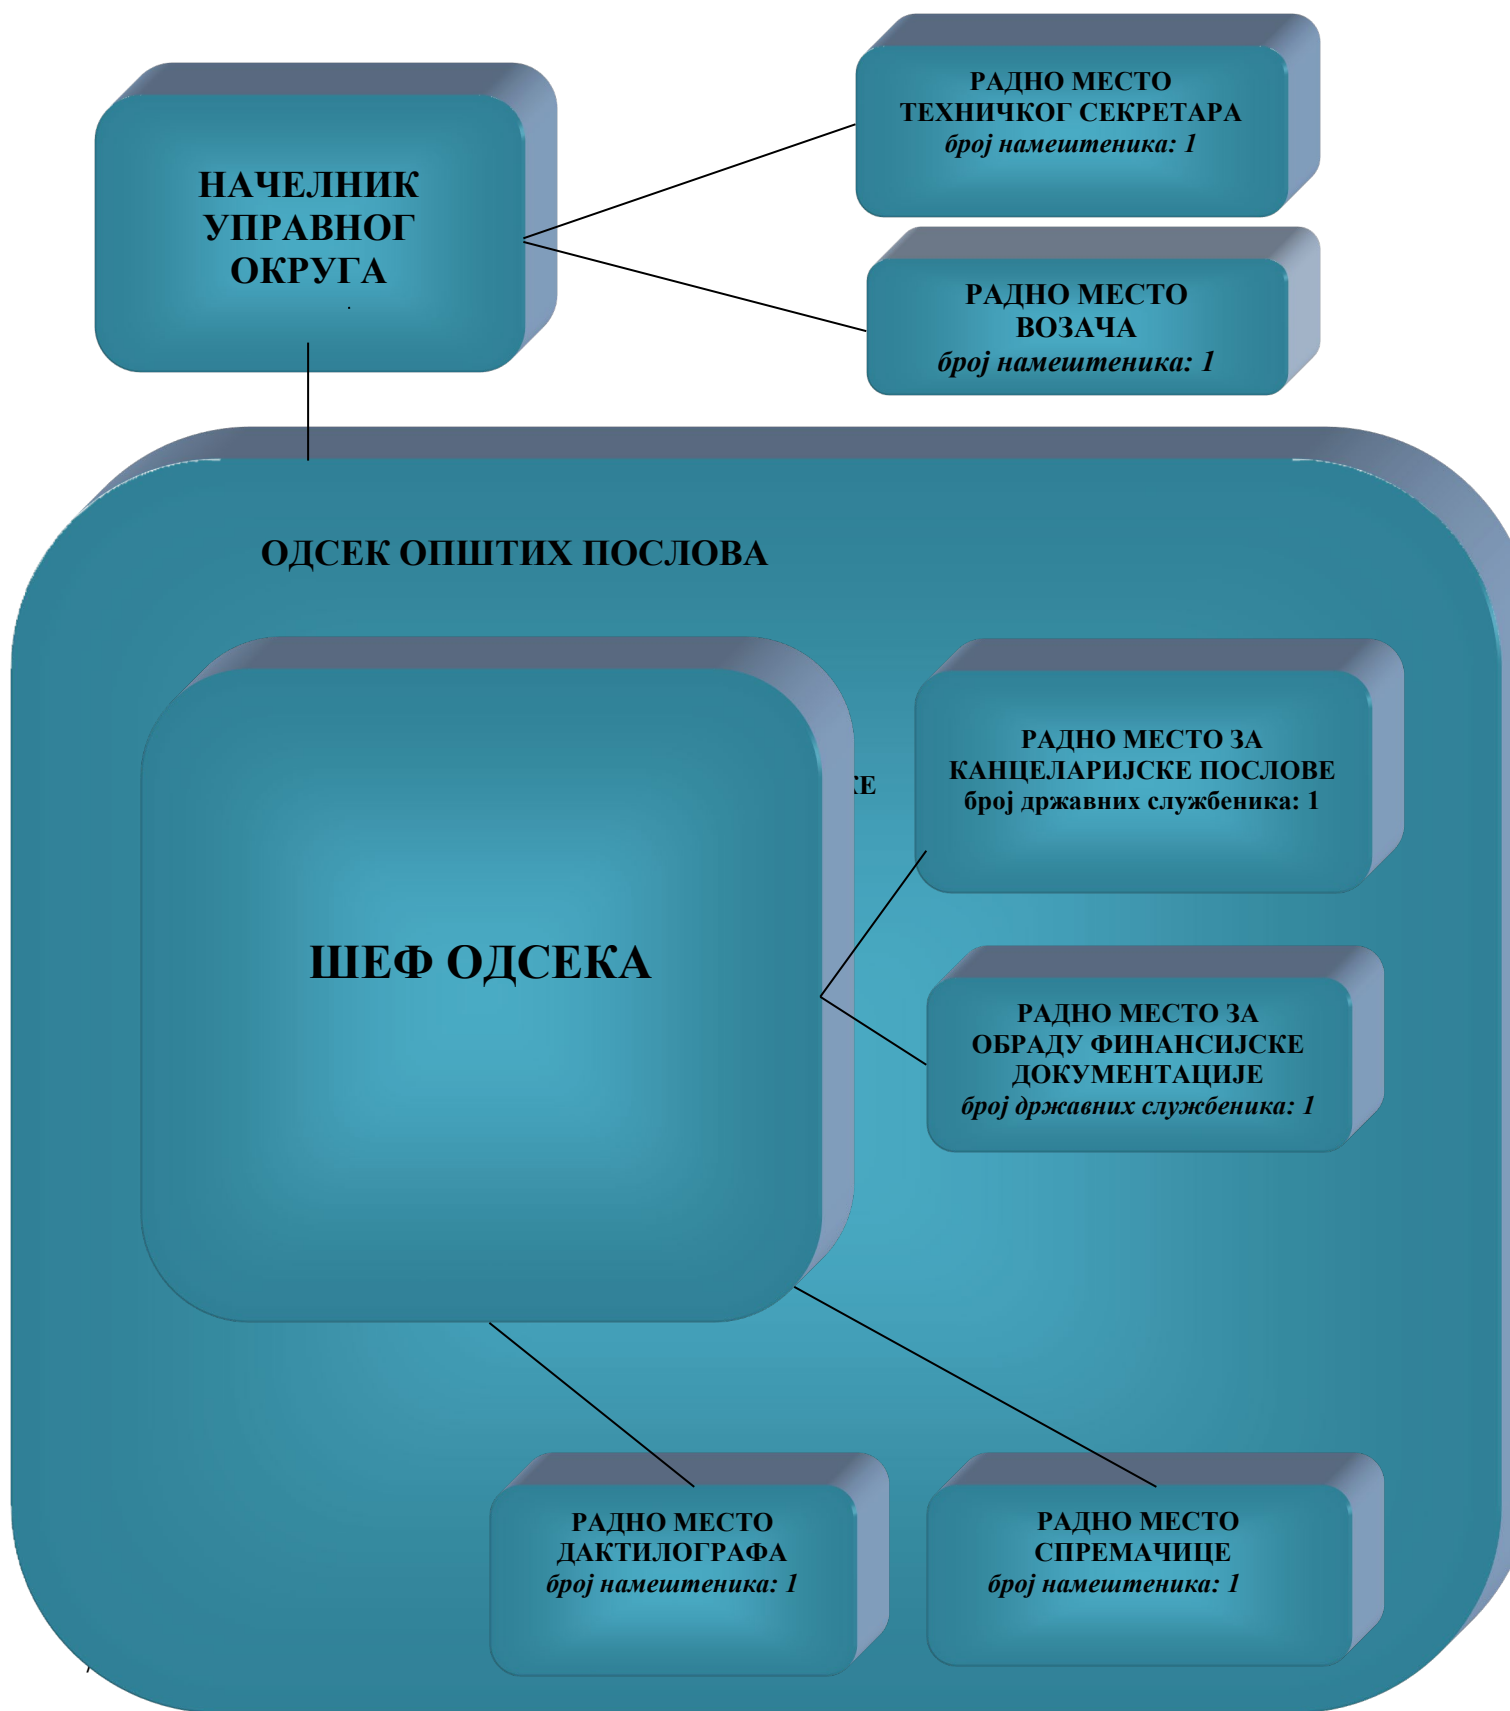 НАЧЕЛНИК
УПРАВНОГ
ОКРУГА
.
РАДНО МЕСТО
ТЕХНИЧКОГ СЕКРЕТАРА
број намештеника: 1
РАДНО МЕСТО
ВОЗАЧА
број намештеника: 1
ОДСЕК ОПШТИХ ПОСЛОВА
ШЕФ ОДСЕКА
РАДНО МЕСТО ЗА
КАНЦЕЛАРИЈСКЕ ПОСЛОВЕ
број државних службеника: 1
РАДНО МЕСТО ЗА
ОБРАДУ ФИНАНСИЈСКЕ
ДОКУМЕНТАЦИЈЕ
број државних службеника: 1
РАДНО МЕСТО
ДАКТИЛОГРАФА
број намештеника: 1
РАДНО МЕСТО
СПРЕМАЧИЦЕ
број намештеника: 1